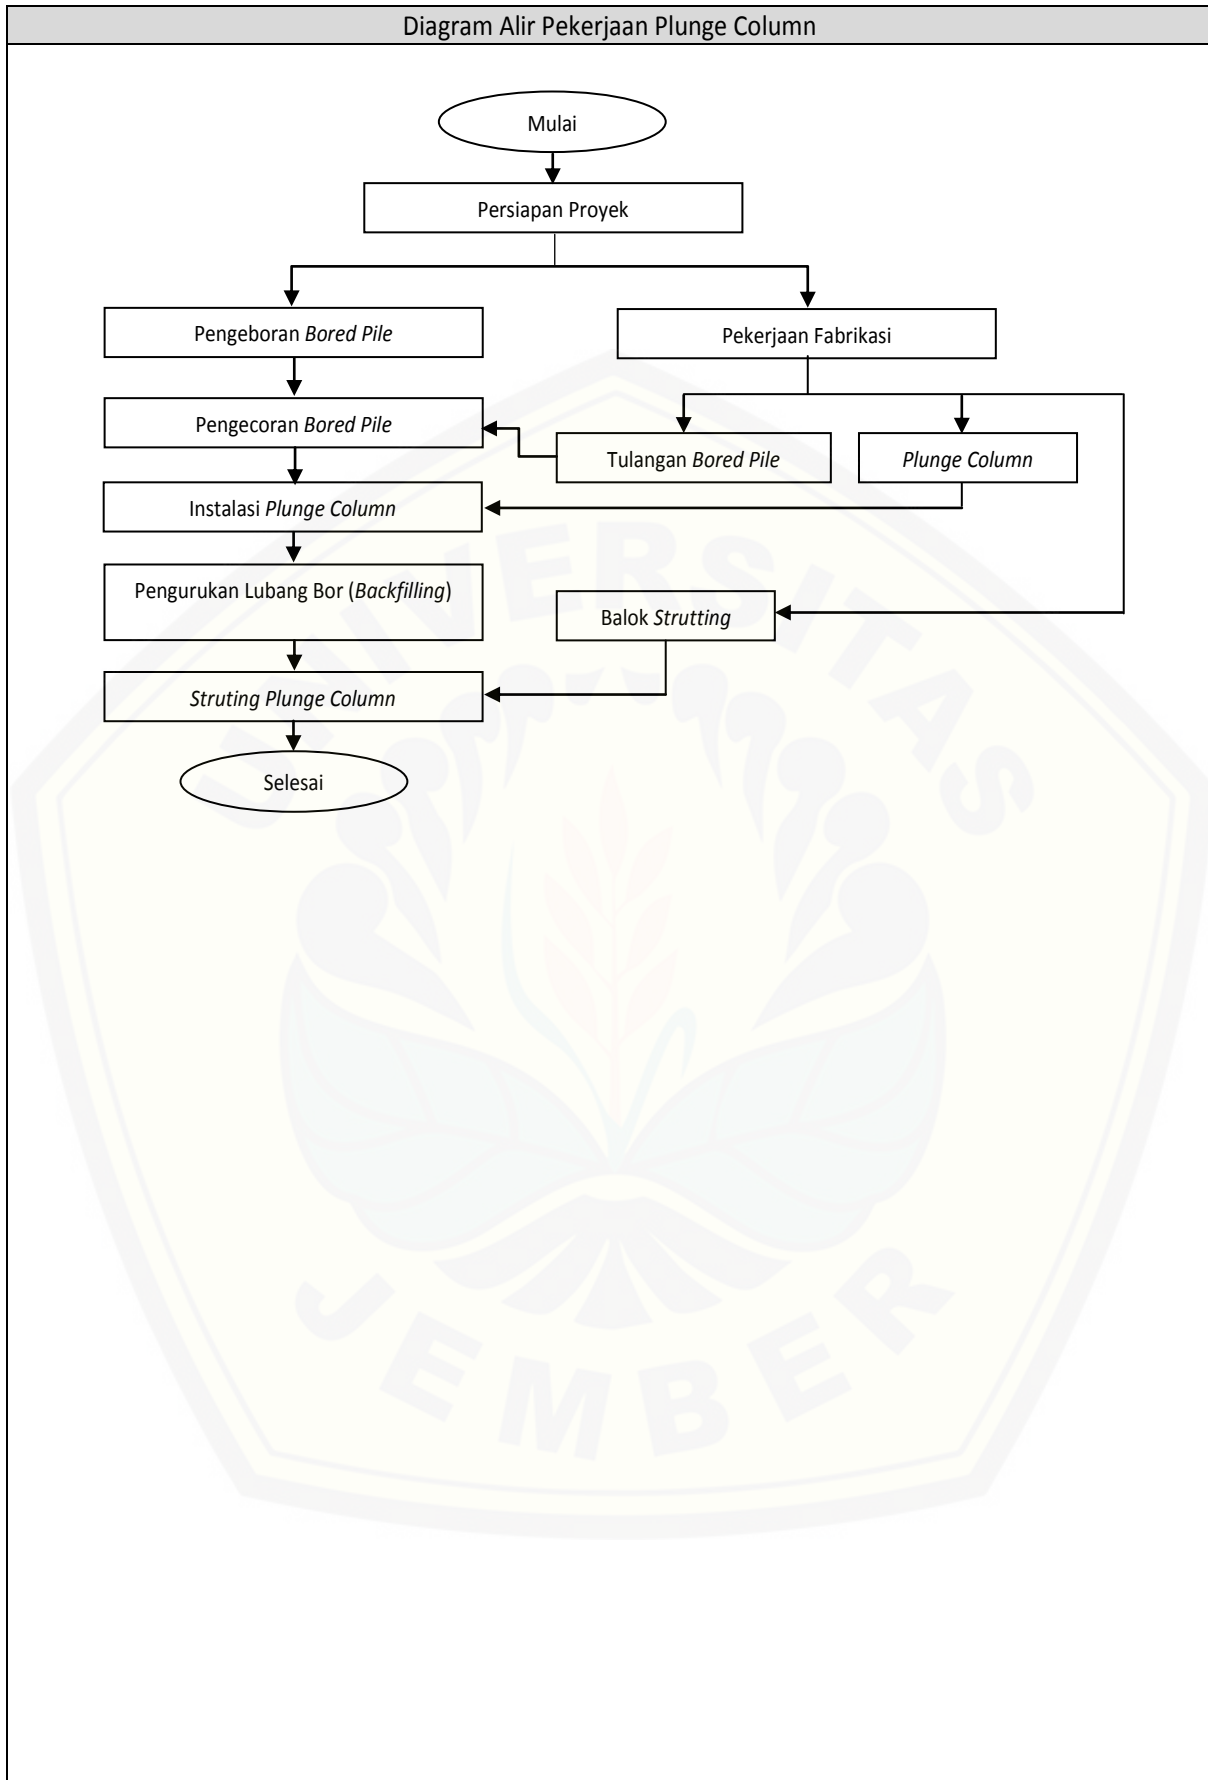 Diagram Alir Pekerjaan Plunge Column
Mulai
Persiapan Proyek
Pengeboran Bored Pile
Pekerjaan Fabrikasi
Pengecoran Bored Pile
Tulangan Bored Pile
Plunge Column
Instalasi Plunge Column
Pengurukan Lubang Bor (Backfilling)
Balok Strutting
Struting Plunge Column
Selesai
UNIVERSITAS
JEMBER